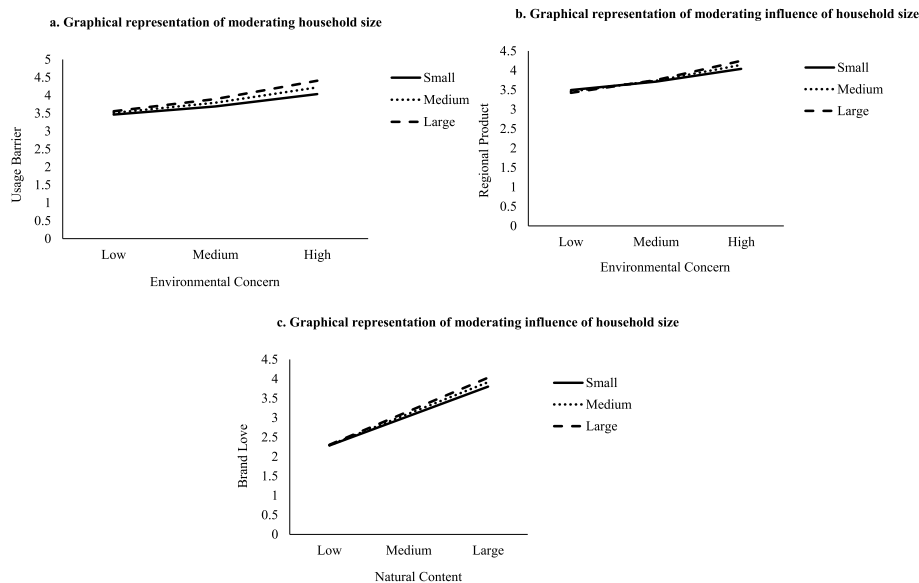 a. Graphical representation of moderating household size
5
4.5
4
3.5
3
2.5
2
1.5
1
0.5
0
Usage Barrier
Low Medium High
Environmental Concern
Small
Medium
Large
b. Graphical representation of moderating influence of household size
4.5
4
3.5
3
2.5
2
1.5
1
0.5
0
Regional Product
Low Medium High
Environmental Concern
Small
Medium
Large
c. Graphical representation of moderating influence of household size
4.5
4
3.5
3
2.5
2
1.5
1
0.5
0
Brand Love
Low Medium Large
Natural Content
Small
Medium
Large